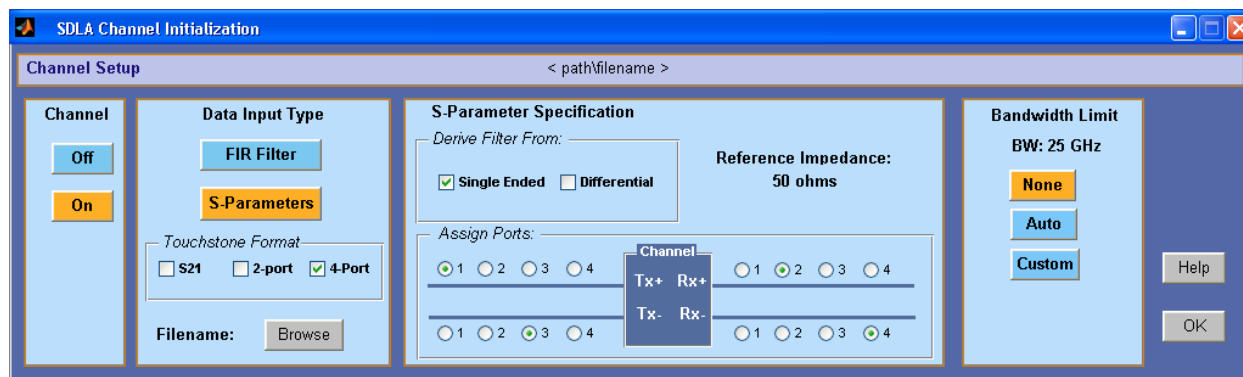 SDLA Channel Initialization
Channel Setup
< path\filename >
Channel
Off
On
Data Input Type
FIR Filter
S-Parameters
Touchstone Format
S21 2-port 4-Port
Filename: Browse
S-Parameter Specification
Derive Filter From:
Single Ended Differential
Reference Impedance:
50 ohms
Assign Ports:
1 2 3 4
Channel
Tx+ Rx+
Tx- Rx-
1 2 3 4
1 2 3 4
1 2 3 4
Bandwidth Limit
BW: 25 GHz
None
Auto
Custom
Help
OK